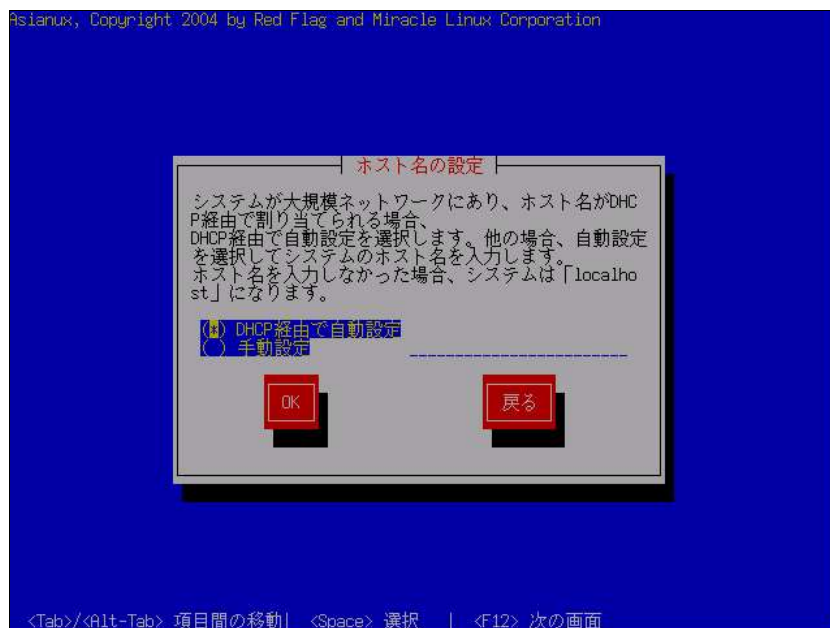 Asianux, Copyright 2004 by Red Flag and Miracle Linux Corporation
ホスト名の設定
システムが大規模ネットワークにあり、ホスト名がDHC
P経由で割り当てられる場合、
DHCP経由で自動設定を選択します。他の場合、自動設定
を選択してシステムのホスト名を入力します。
ホスト名を入力しなかった場合、システムは「localho
st」になります。
(*) DHCP経由で自動設定
( ) 手動設定 ________________________
OK 戻る
<Tab>/<Alt-Tab> 項目間の移動| <Space> 選択 | <F12> 次の画面